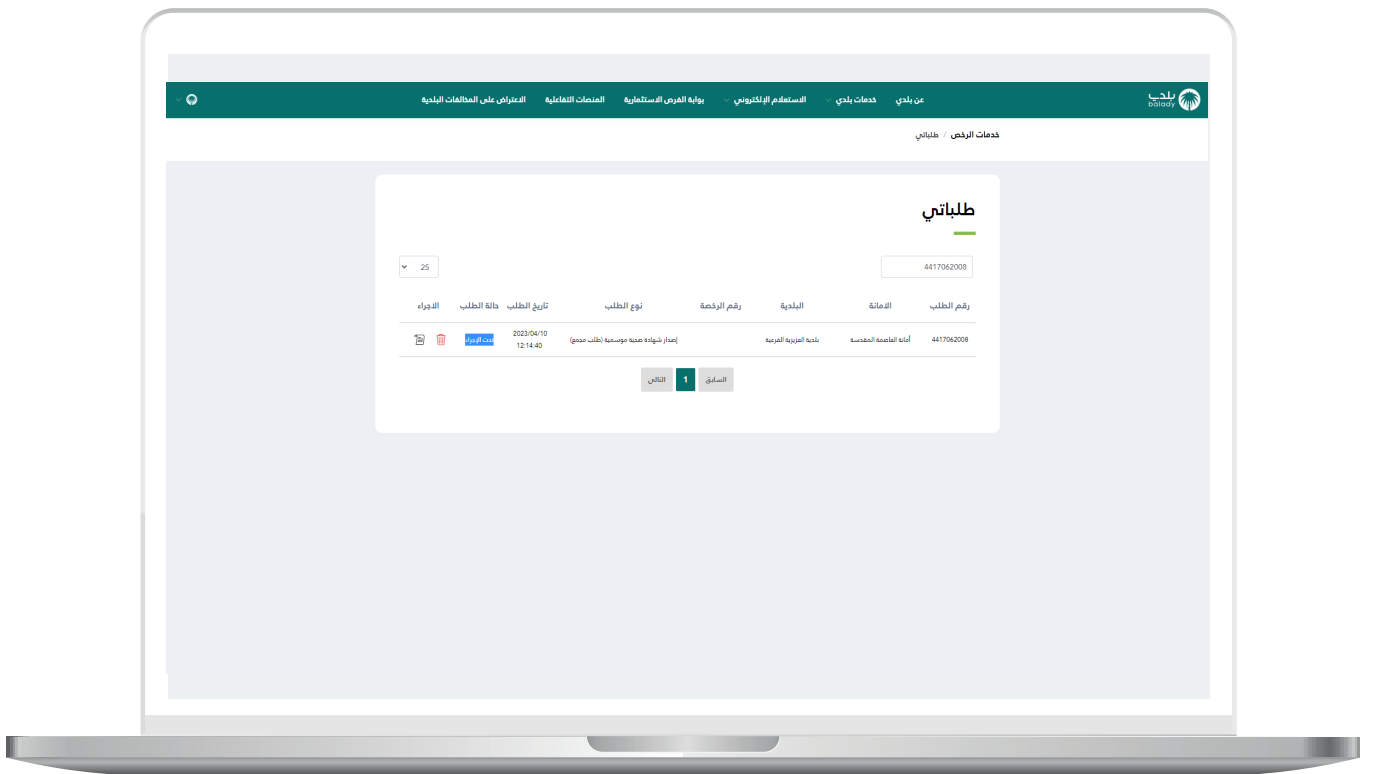 بلدي
balady
عن بلدي خدمات بلدي الاستعلام الإلكتروني بوابة الفرص الاستثمارية المنصات التفاعلية الاعتراض على المخالفات البلدية
خدمات الرخص / طلباتي
طلباتي
4417062008 25
رقم الطلب الامانة البلدية رقم الرخصة نوع الطلب تاريخ الطلب حالة الطلب الاجراء
4417062008 أمانة العاصمة المقدسة بلدية العزيزية الفرعية إصدار شهادة صحية موسمية (طلب مجمع) 2023/04/10 12:14:40 تحت الإجراء
السابق 1 التالي